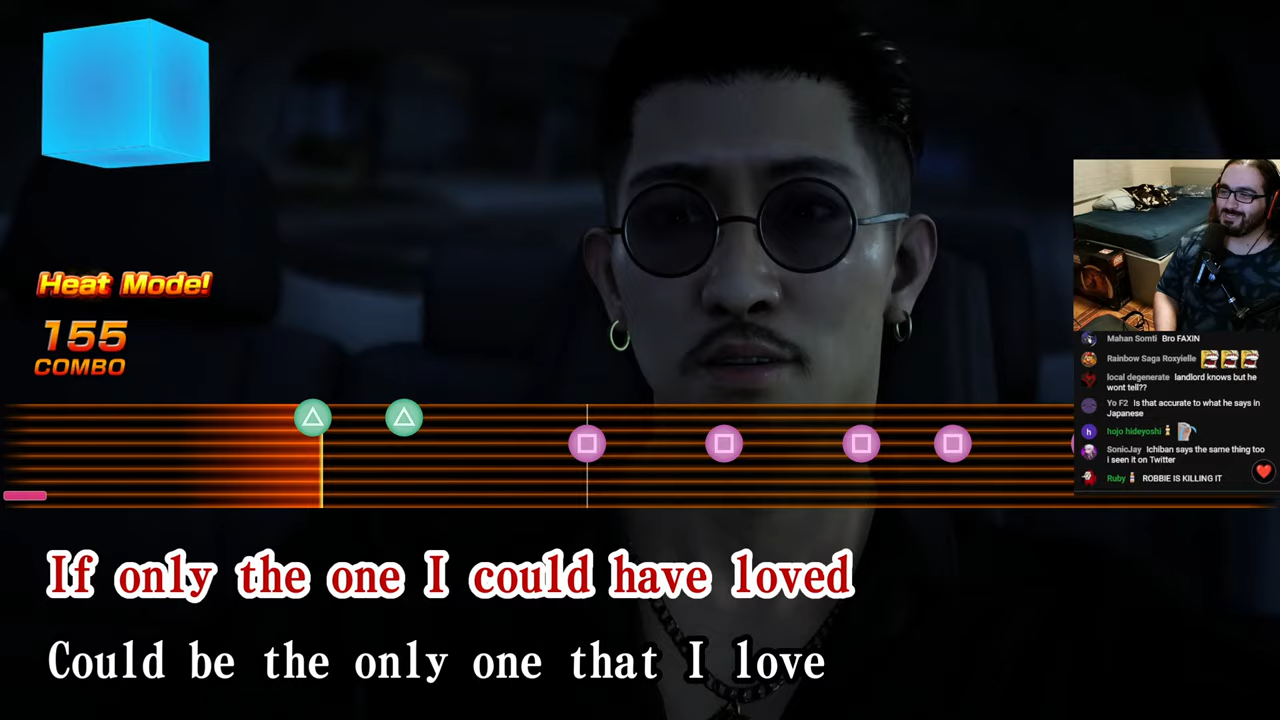 Heat Mode!
155
COMBO
Mahan Somti Bro FAXIN
Rainbow Saga Roxyielle
local degenerate landlord knows but he
wont tell??
Yo F2 Is that accurate to what he says in
Japanese
hojo hideyoshi
SonicJay Ichiban says the same thing too
I seen it on Twitter
Ruby ROBBIE IS KILLING IT
If only the one I could have loved
Could be the only one that I love